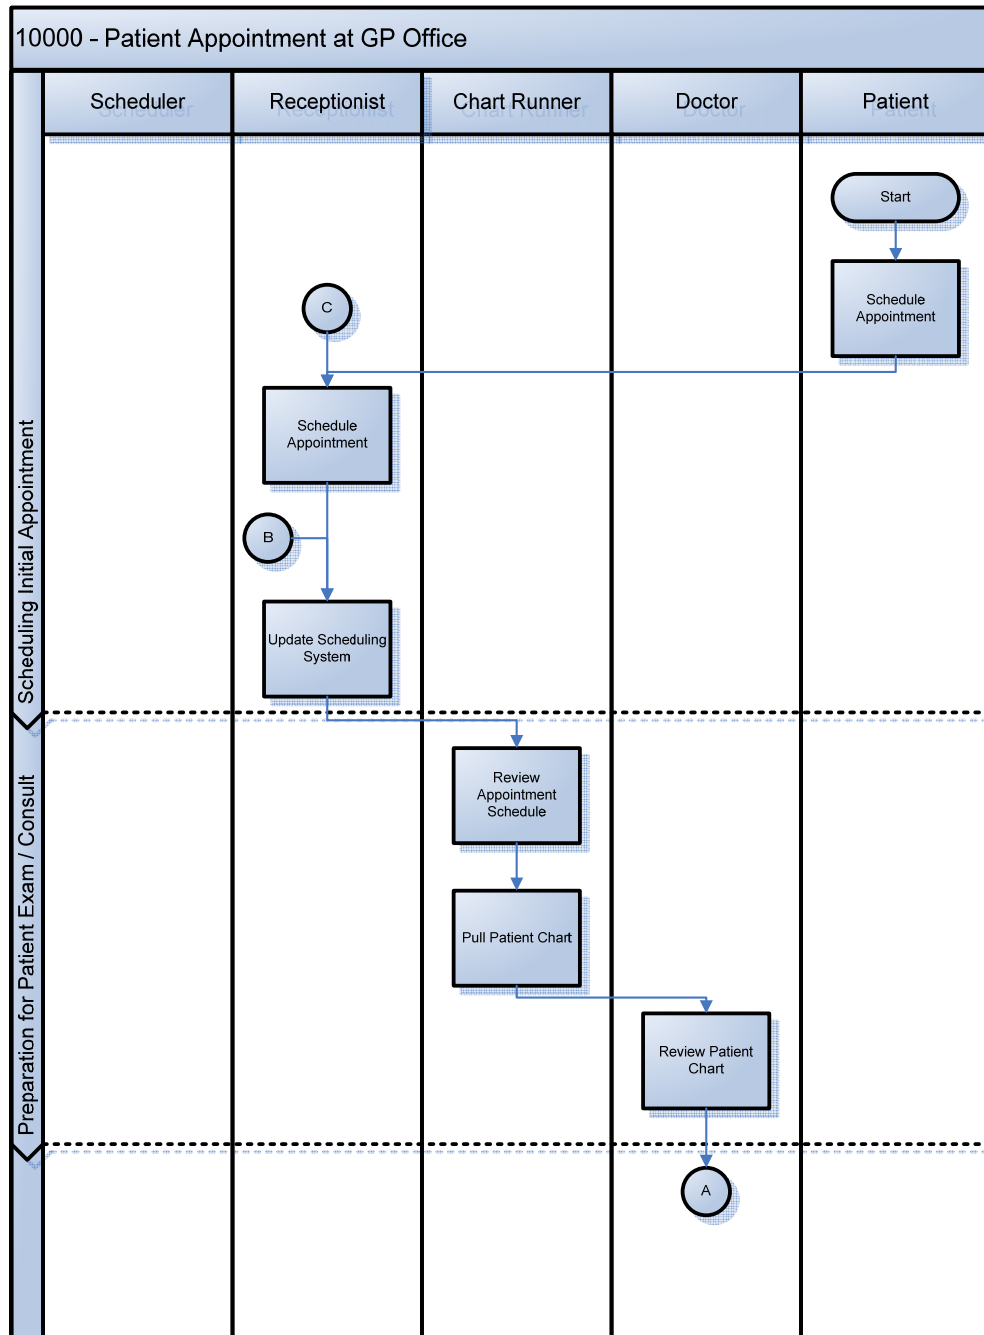 10000 - Patient Appointment at GP Office
Scheduler
Receptionist
Chart Runner
Doctor
Patient
Scheduling Initial Appointment
Start
Schedule
Appointment
C
Schedule
Appointment
B
Update Scheduling
System
Preparation for Patient Exam / Consult
Review
Appointment
Schedule
Pull Patient Chart
Review Patient
Chart
A